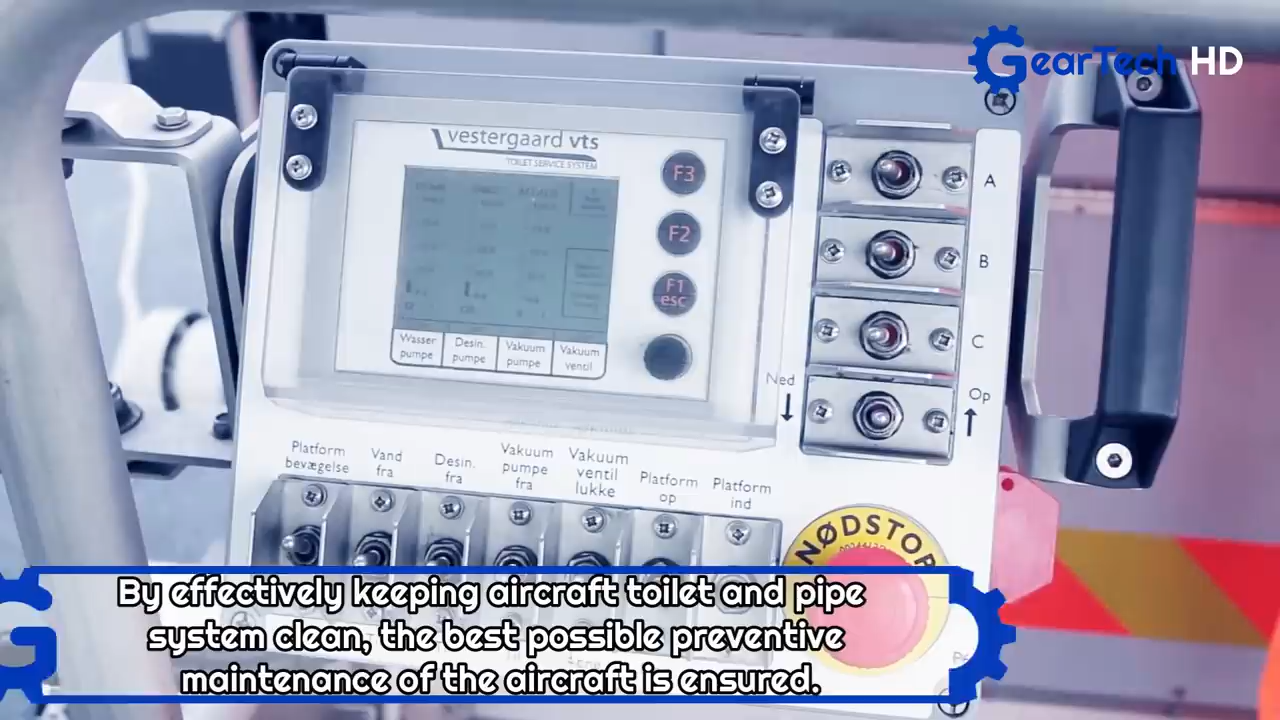 GearTech HD
vestergaard vts
TOILET SERVICE SYSTEM
F3
F2
F1
esc
Wasser
pumpe
Desin.
pumpe
Vakuum
pumpe
Vakuum
ventil
A
B
C
Ned
Op
Platform
bevægelse
Vand
fra
Desin.
fra
Vakuum
pumpe
fra
Vakuum
ventil
lukke
Platform
op
Platform
ind
NØDSTOP
By effectively keeping aircraft toilet and pipe
system clean, the best possible preventive
maintenance of the aircraft is ensured.